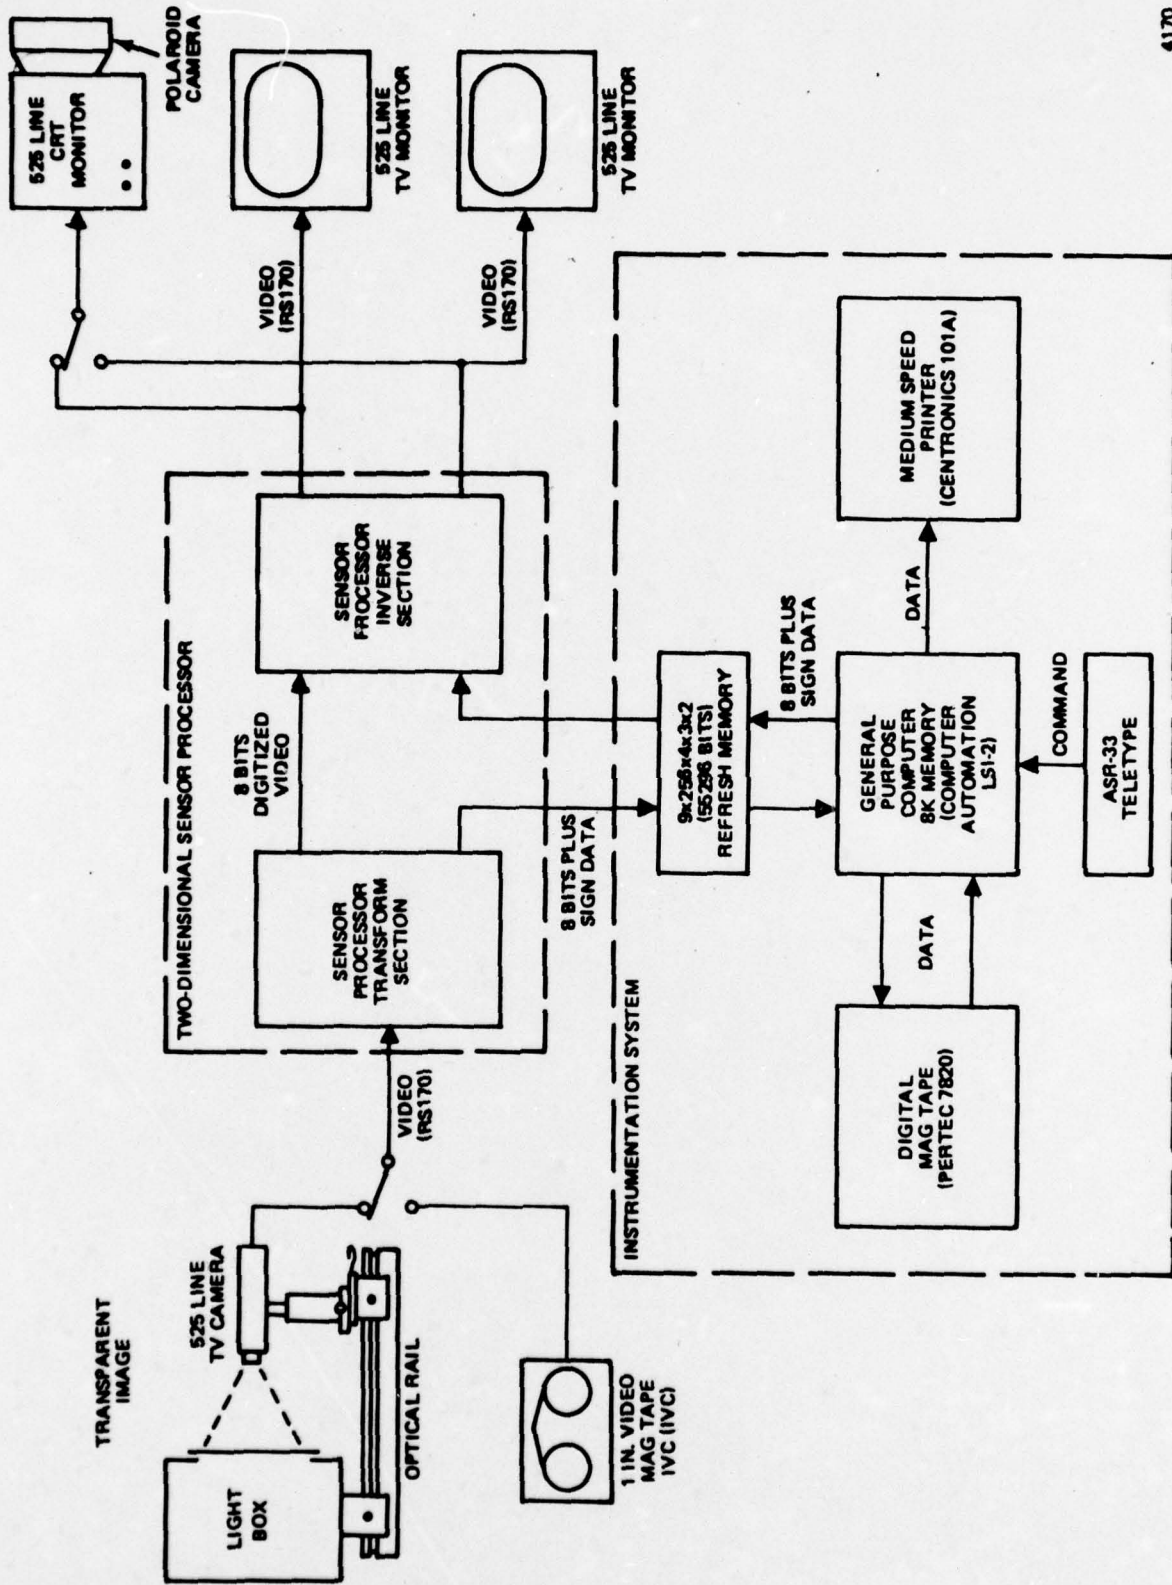 TRANSPARENT
IMAGE
525 LINE
TV CAMERA
LIGHT
BOX
OPTICAL RAIL
1 IN. VIDEO
MAG TAPE
IVC (IVC)
VIDEO
(RS170)
TWO-DIMENSIONAL SENSOR PROCESSOR
SENSOR
PROCESSOR
TRANSFORM
SECTION
8 BITS
DIGITIZED
VIDEO
SENSOR
PROCESSOR
INVERSE
SECTION
8 BITS PLUS
SIGN DATA
525 LINE
CRT
MONITOR
POLAROID
CAMERA
VIDEO
(RS170)
525 LINE
TV MONITOR
VIDEO
(RS170)
525 LINE
TV MONITOR
INSTRUMENTATION SYSTEM
9x256x4x3x2
(55296 BITS)
REFRESH MEMORY
8 BITS PLUS
SIGN DATA
DIGITAL
MAG TAPE
(PERTEC 7820)
DATA
GENERAL
PURPOSE
COMPUTER
8K MEMORY
(COMPUTER
AUTOMATION
LSI-2)
DATA
MEDIUM SPEED
PRINTER
(CENTRONICS 101A)
COMMAND
ASR-33
TELETYPE